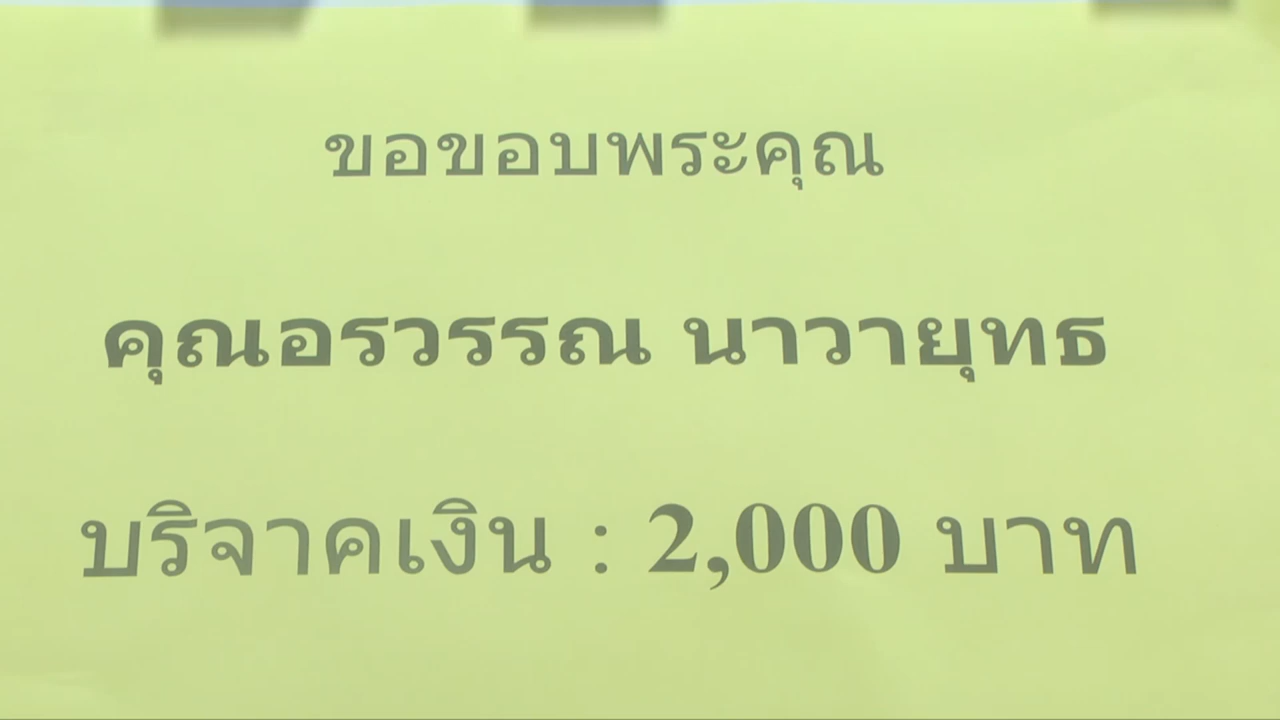 ขอขอบพระคุณ
คุณอรวรรณ นาวายุทธ
บริจาคเงิน : 2,000 บาท